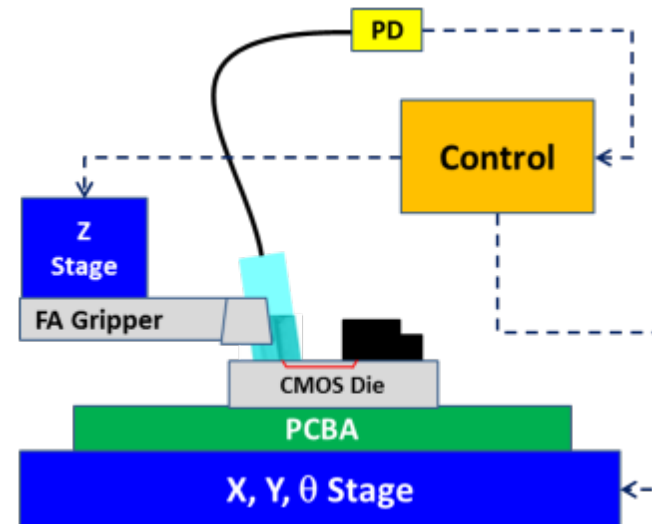 PD
Control
Z
Stage
FA Gripper
CMOS Die
PCBA
X, Y, θ Stage